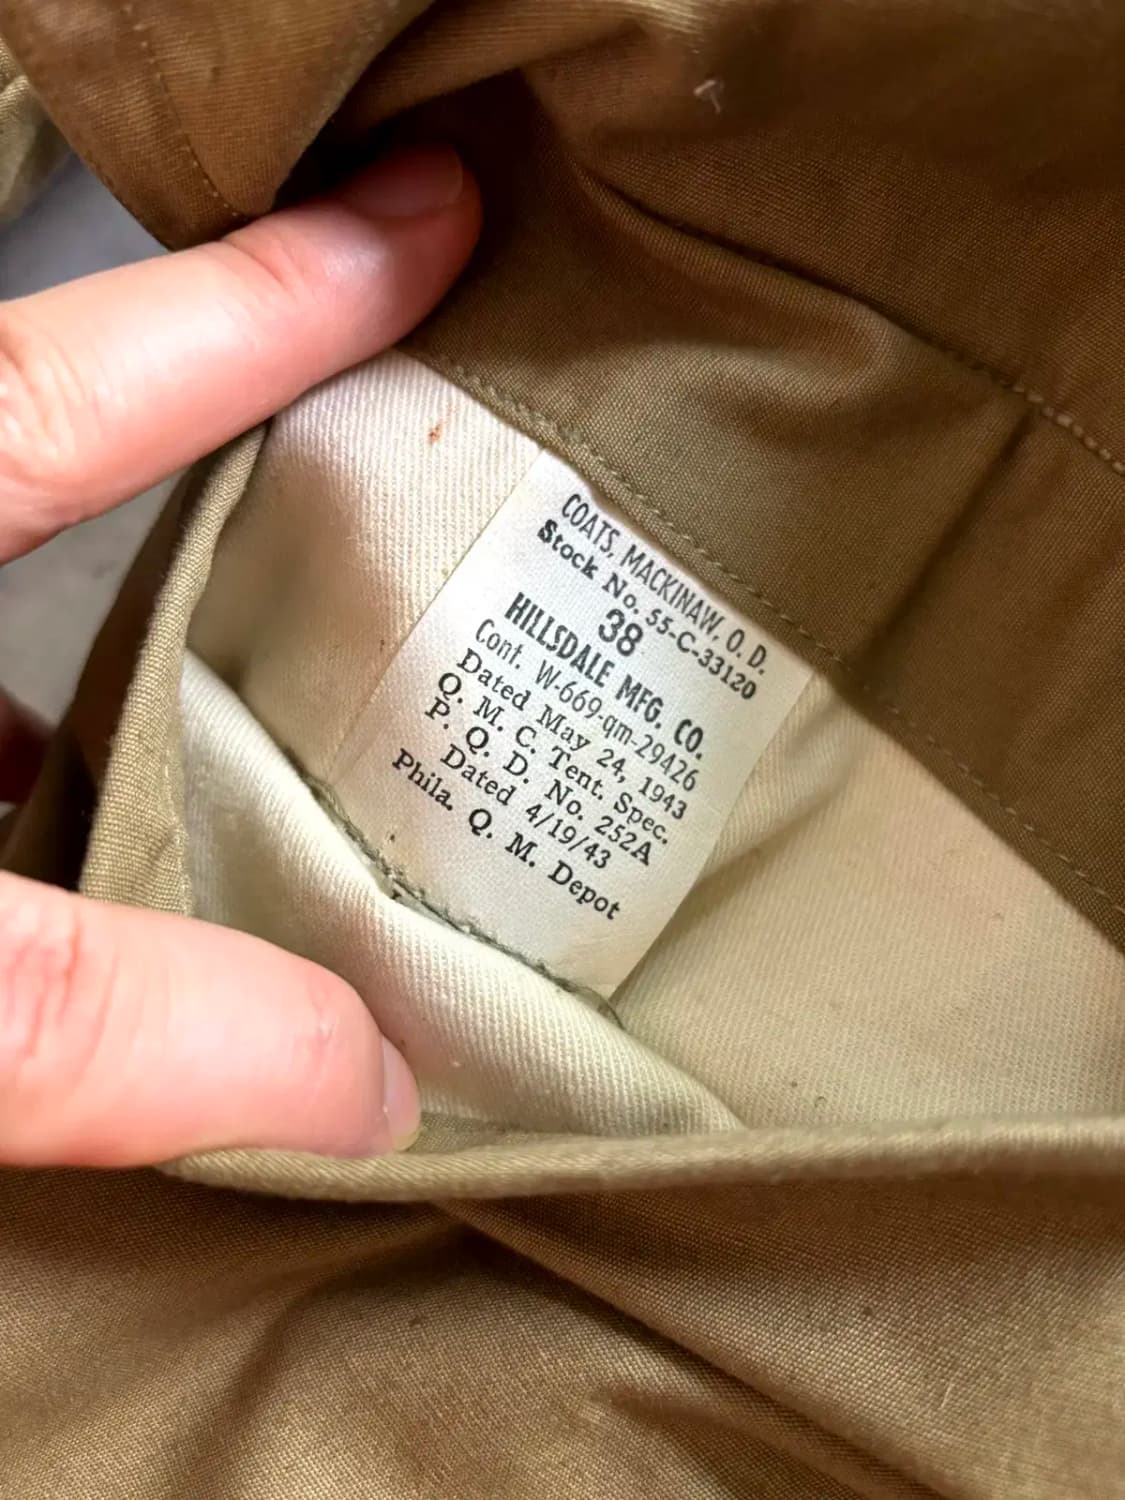 COATS, MACKINAW, O. D.
Stock No. 55-C-33120
38
HILLSDALE MFG. CO.
Cont. W-669-qm-29426
Dated May 24, 1943
Q. M. C. Tent. Spec.
P. Q. D. No. 252A
Dated 4/19/43
Phila. Q. M. Depot